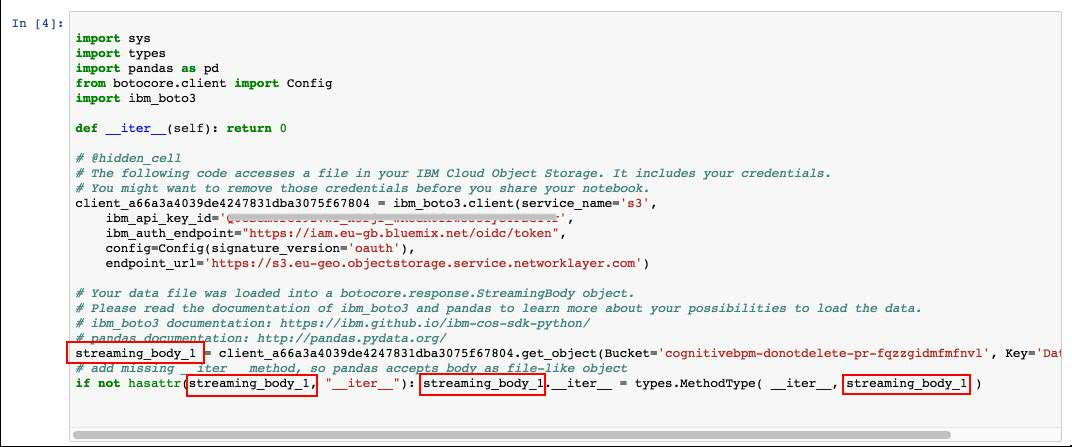 In [4]:
import sys
import types
import pandas as pd
from botocore.client import Config
import ibm_boto3
def __iter__(self): return 0
# @hidden_cell
# The following code accesses a file in your IBM Cloud Object Storage. It includes your credentials.
# You might want to remove those credentials before you share your notebook.
client_a66a3a4039de4247831dba3075f67804 = ibm_boto3.client(service_name='s3',
ibm_api_key_id='
ibm_auth_endpoint="https://iam.eu-gb.bluemix.net/oidc/token",
config=Config(signature_version='oauth'),
endpoint_url='https://s3.eu-geo.objectstorage.service.networklayer.com')
# Your data file was loaded into a botocore.response.StreamingBody object.
# Please read the documentation of ibm_boto3 and pandas to learn more about your possibilities to load the data.
# ibm_boto3 documentation: https://ibm.github.io/ibm-cos-sdk-python/
# pandas documentation: http://pandas.pydata.org/
streaming_body_1 = client_a66a3a4039de4247831dba3075f67804.get_object(Bucket='cognitivebpm-donotdelete-pr-fqzzgidmfmfnvl', Key='Dat
# add missing __iter__ method, so pandas accepts body as file-like object
if not hasattr(streaming_body_1, "__iter__"): streaming_body_1.__iter__ = types.MethodType( __iter__, streaming_body_1 )